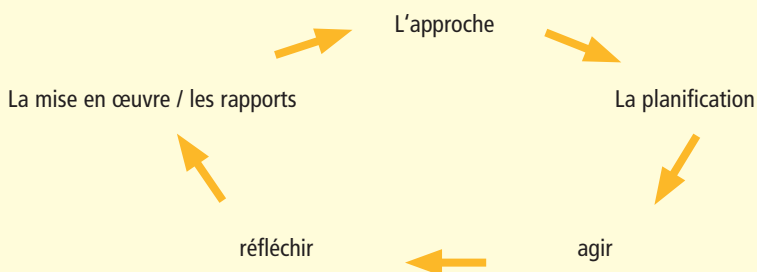 L'approche
La mise en œuvre / les rapports
La planification
réfléchir
agir